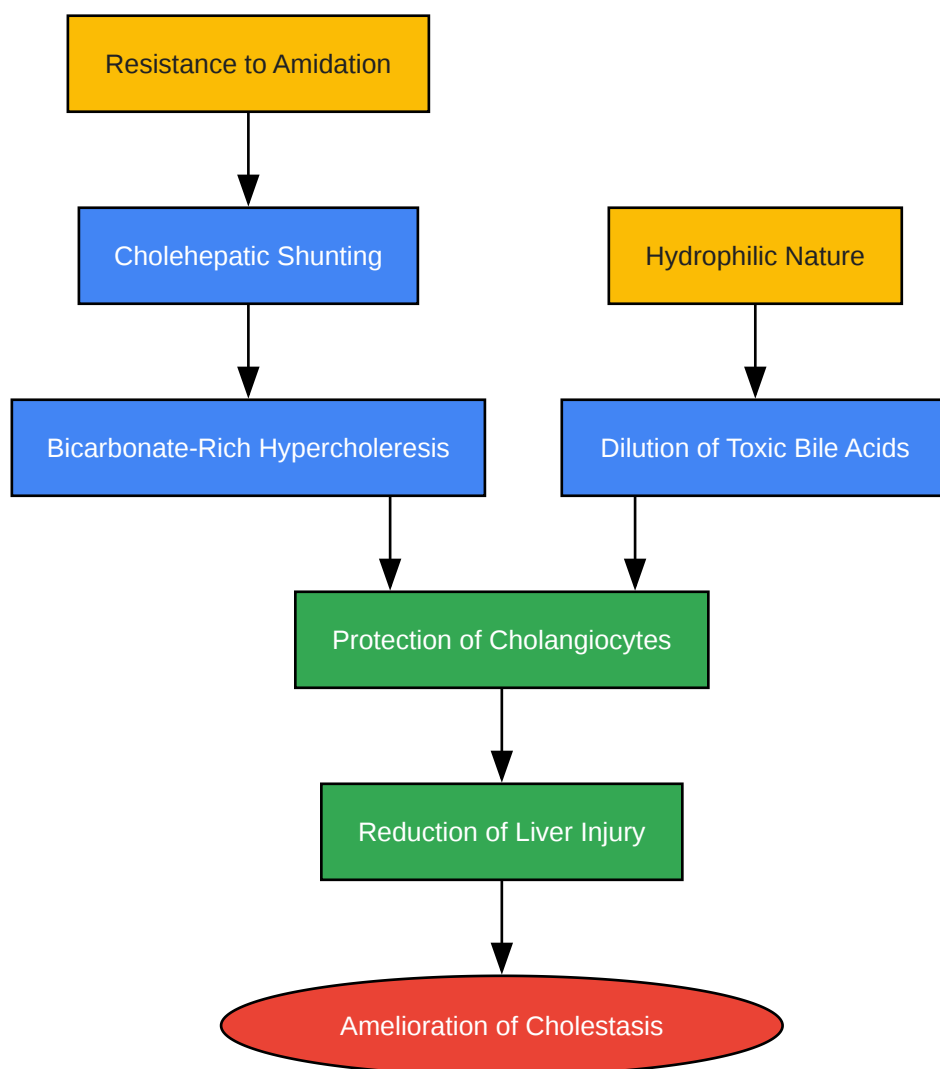 Resistance to Amidation
Cholehepatic Shunting
Hydrophilic Nature
Bicarbonate-Rich Hypercholeresis
Dilution of Toxic Bile Acids
Protection of Cholangiocytes
Reduction of Liver Injury
Amelioration of Cholestasis